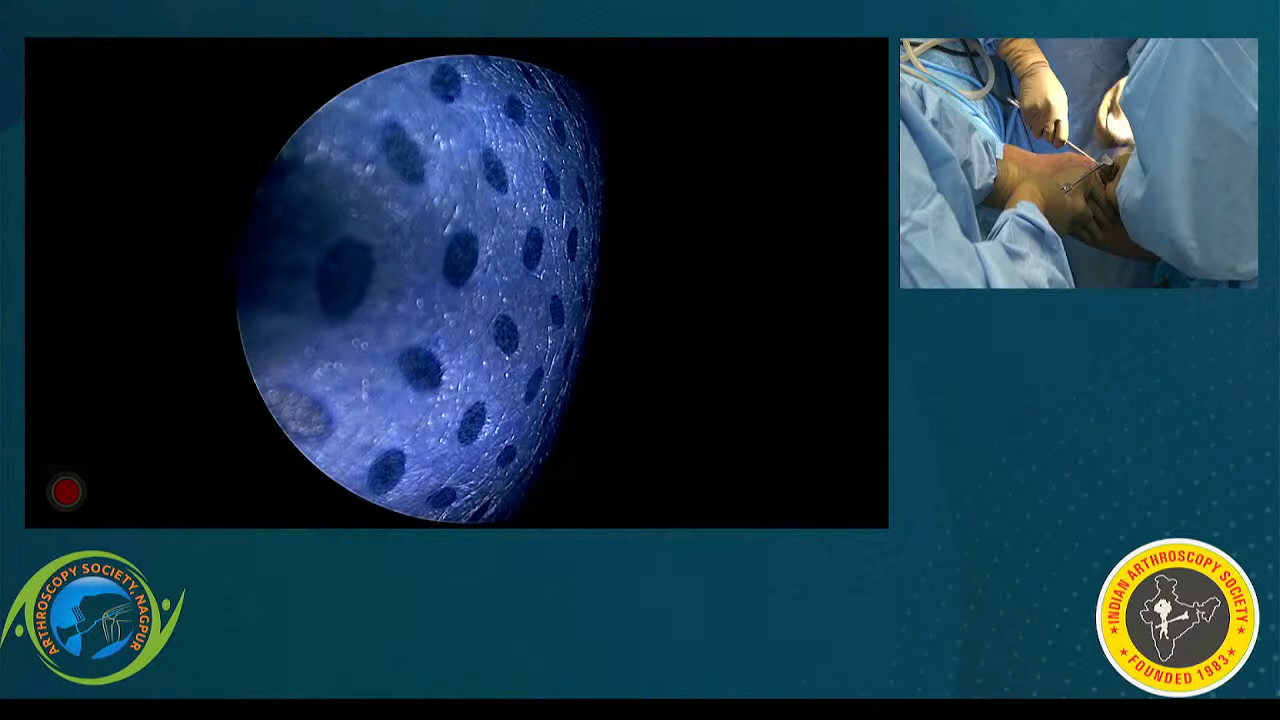 ARTHROSCOPY SOCIETY, NAGPUR
INDIAN ARTHROSCOPY SOCIETY
FOUNDED 1983